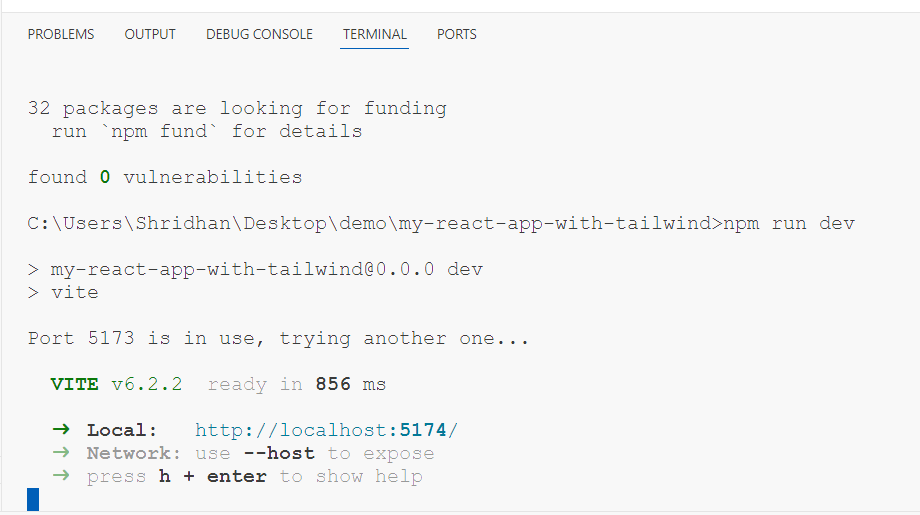 PROBLEMS OUTPUT DEBUG CONSOLE TERMINAL PORTS
32 packages are looking for funding
run `npm fund` for details
found 0 vulnerabilities
C:\Users\Shridhan\Desktop\demo\my-react-app-with-tailwind>npm run dev
> my-react-app-with-tailwind@0.0.0 dev
> vite
Port 5173 is in use, trying another one...
VITE v6.2.2 ready in 856 ms
➜ Local: http://localhost:5174/
➜ Network: use --host to expose
➜ press h + enter to show help